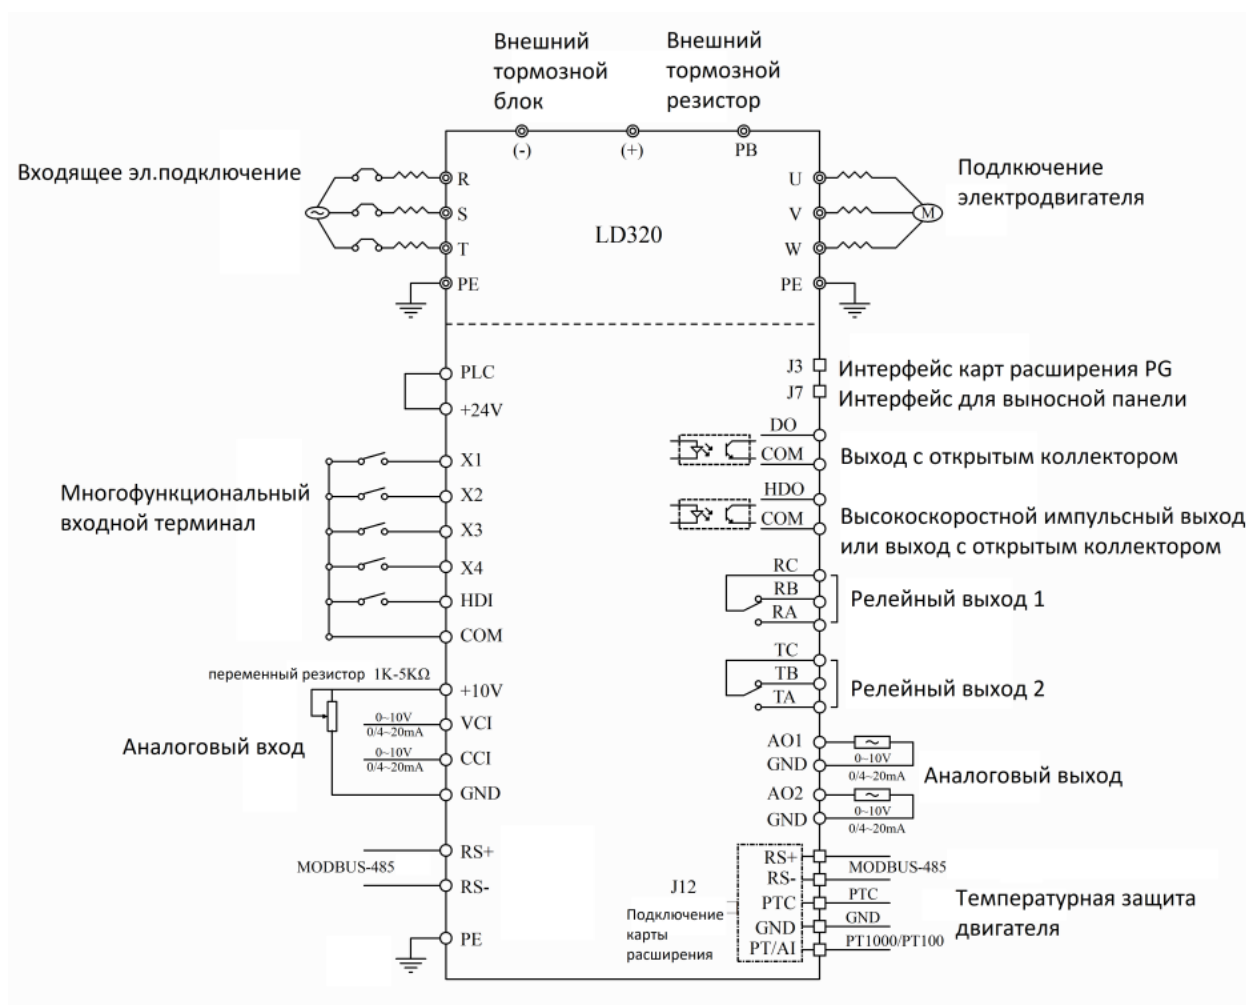 Внешний
тормозной
блок
Внешний
тормозной
резистор
(-)
(+)
PB
Входящее эл.подключение
R
S
T
PE
LD320
U
V
W
PE
M
Подлкючение
электродвигателя
PLC
+24V
Многофункциональный
входной терминал
X1
X2
X3
X4
HDI
COM
переменный резистор 1K-5KΩ
+10V
Аналоговый вход
0~10V
0/4~20mA
VCI
0~10V
0/4~20mA
CCI
GND
MODBUS-485
RS+
RS-
PE
J3
Интерфейс карт расширения PG
J7
Интерфейс для выносной панели
DO
COM
Выход с открытым коллектором
HDO
COM
Высокоскоростной импульсный выход
или выход с открытым коллектором
RC
RB
RA
Релейный выход 1
TC
TB
TA
Релейный выход 2
AO1
GND
0~10V
0/4~20mA
AO2
GND
0~10V
0/4~20mA
Аналоговый выход
J12
Подключение
карты
расширения
RS+
RS-
PTC
GND
PT/AI
MODBUS-485
PTC
GND
PT1000/PT100
Температурная защита
двигателя